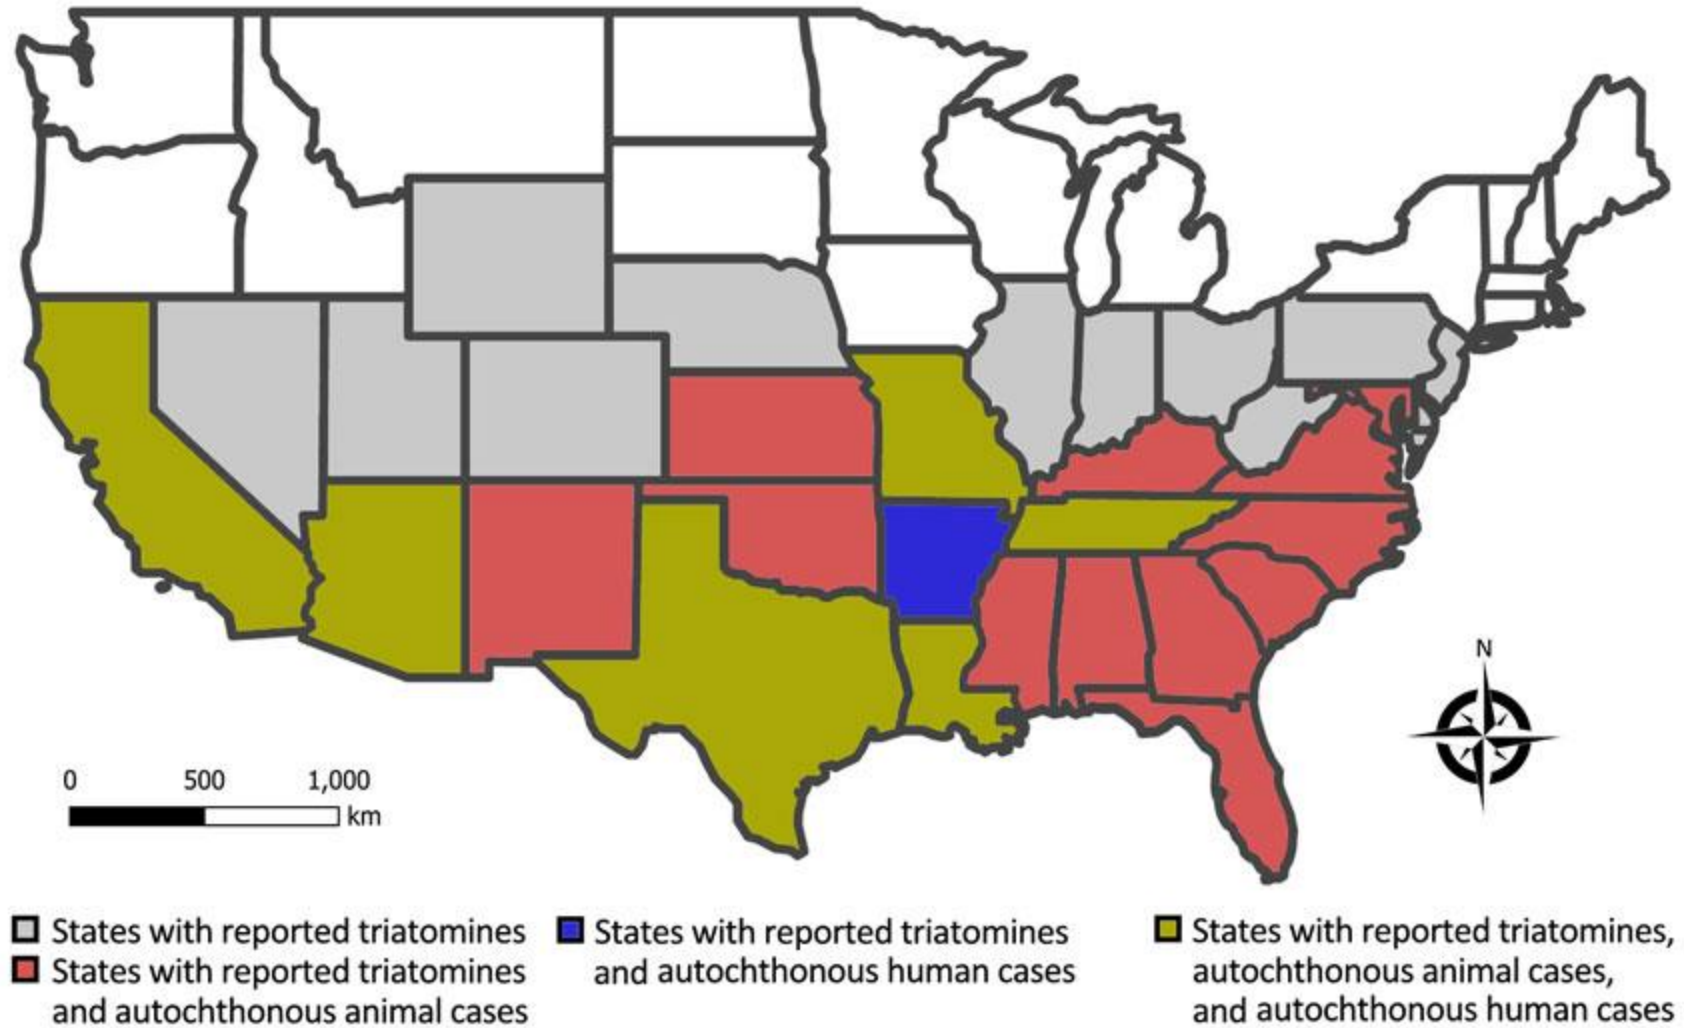 N
0 500 1,000
km
States with reported triatomines
States with reported triatomines
and autochthonous animal cases
States with reported triatomines
and autochthonous human cases
States with reported triatomines,
autochthonous animal cases,
and autochthonous human cases